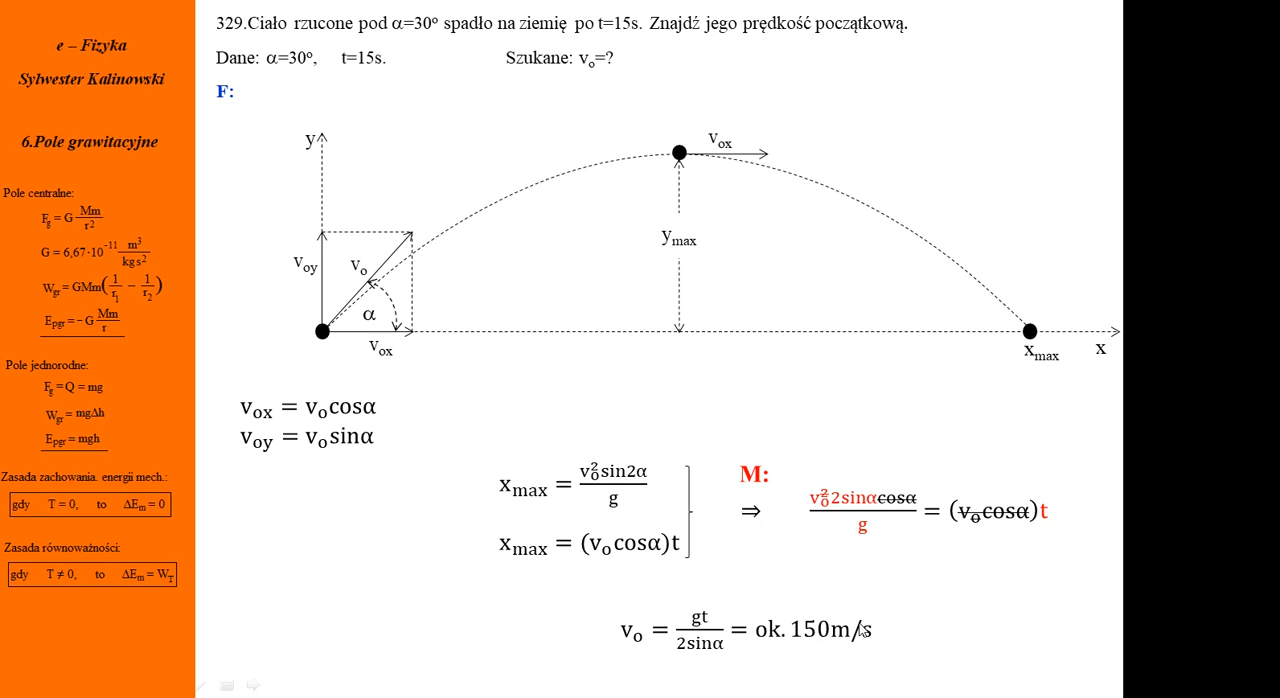 e – Fizyka
Sylwester Kalinowski
6.Pole grawitacyjne
Pole centralne:
F_g = G Mm/r²
G = 6,67·10⁻¹¹ m³/kg s²
W_gr = GMm(1/r₁ − 1/r₂)
E_pgr = − G Mm/r
Pole jednorodne:
F_g = Q = mg
W_gr = mgΔh
E_pgr = mgh
Zasada zachowania. energii mech.:
gdy T = 0, to ΔE_m = 0
Zasada równoważności:
gdy T ≠ 0, to ΔE_m = W_T
329.Ciało rzucone pod α=30° spadło na ziemię po t=15s. Znajdź jego prędkość początkową.
Dane: α=30°, t=15s. Szukane: v_o=?
F:
y
v_ox
y_max
v_oy
v_o
α
v_ox
x_max
x
v_ox = v_o cosα
v_oy = v_o sinα
x_max = v_o² sin2α/g
x_max = (v_o cosα)t
M:
⇒ v_o² 2sinαcosα/g = (v_o cosα)t
v_o = gt/2sinα = ok. 150m/s